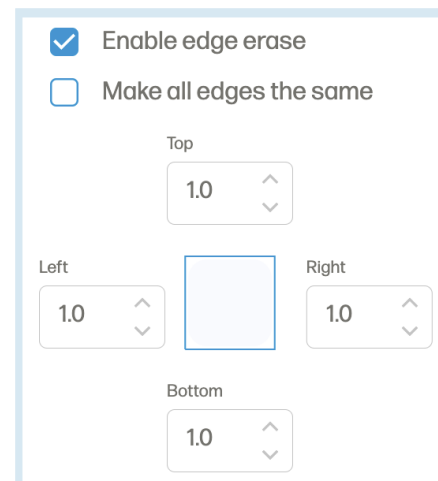 Enable edge erase
Make all edges the same
Top
1.0
Left
1.0
Right
1.0
Bottom
1.0